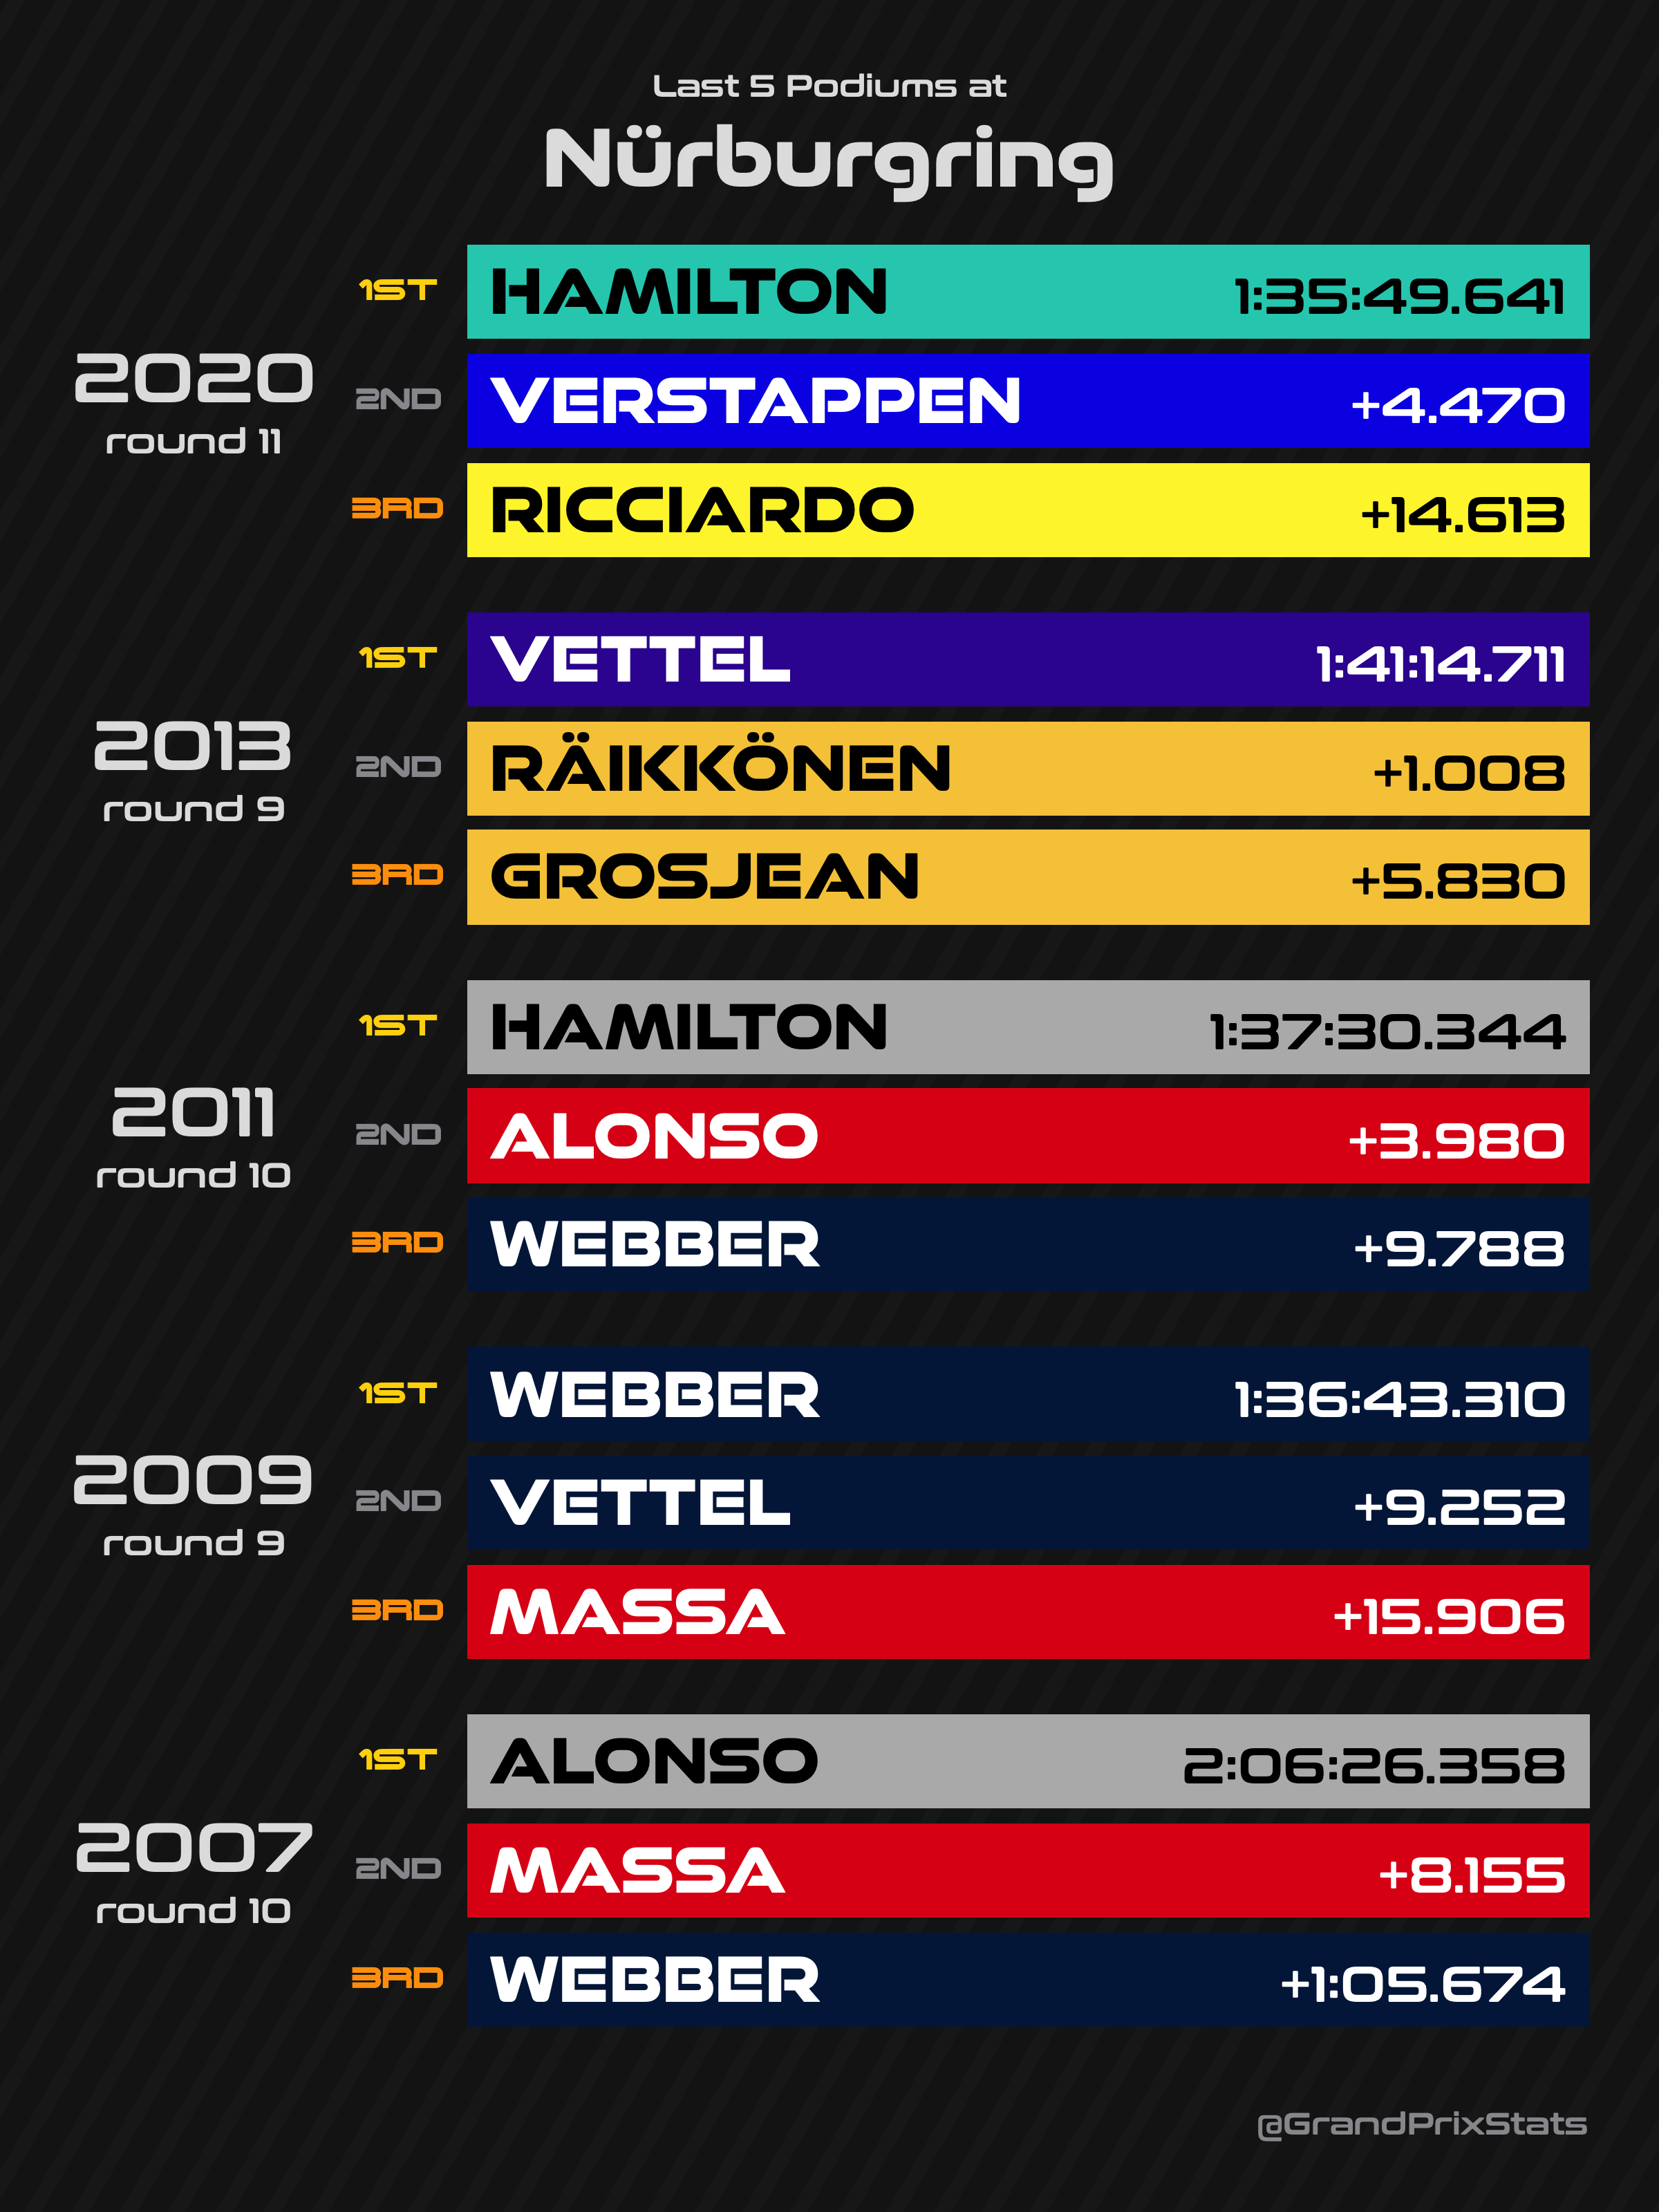 Last 5 Podiums at
Nürburgring
1ST HAMILTON 1:35:49.641
2020
round 11
2ND VERSTAPPEN +4.470
3RD RICCIARDO +14.613
1ST VETTEL 1:41:14.711
2013
round 9
2ND RÄIKKÖNEN +1.008
3RD GROSJEAN +5.830
1ST HAMILTON 1:37:30.344
2011
round 10
2ND ALONSO +3.980
3RD WEBBER +9.788
1ST WEBBER 1:36:43.310
2009
round 9
2ND VETTEL +9.252
3RD MASSA +15.906
1ST ALONSO 2:06:26.358
2007
round 10
2ND MASSA +8.155
3RD WEBBER +1:05.674
@GrandPrixStats